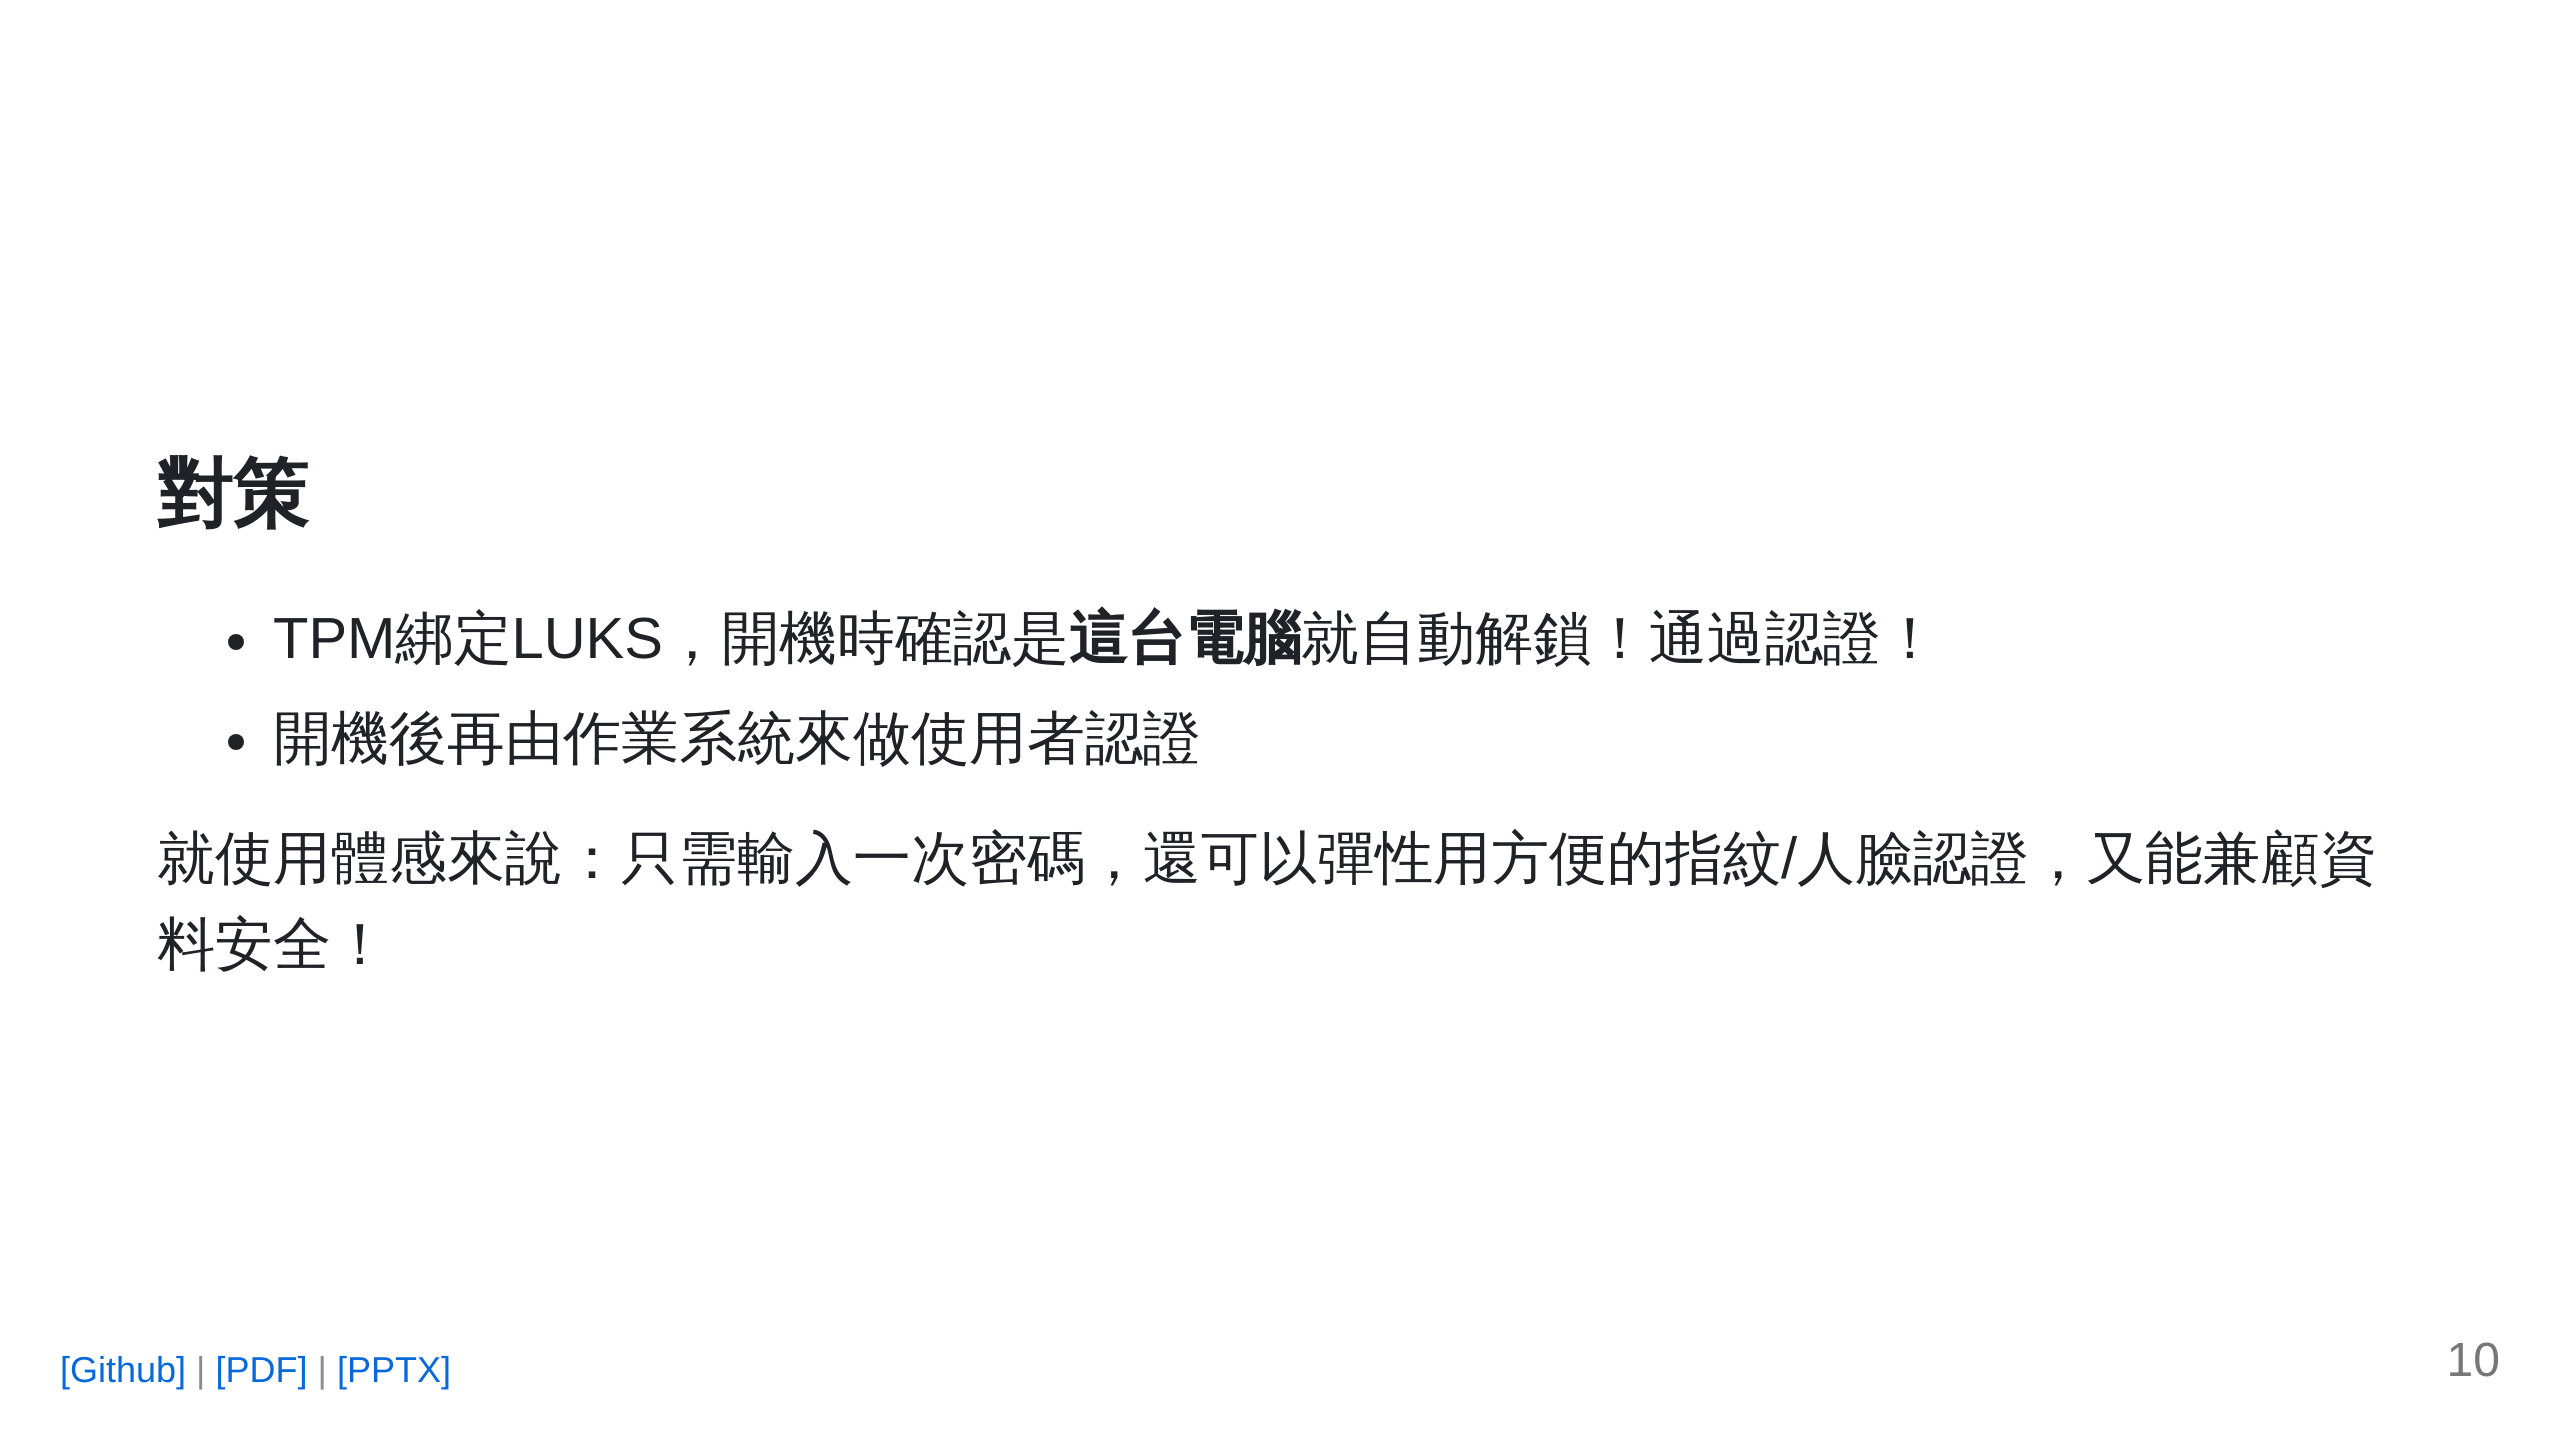 對策
• TPM綁定LUKS，開機時確認是這台電腦就自動解鎖！通過認證！
• 開機後再由作業系統來做使用者認證
就使用體感來說：只需輸入一次密碼，還可以彈性用方便的指紋/人臉認證，又能兼顧資
料安全！
[Github] | [PDF] | [PPTX]
10